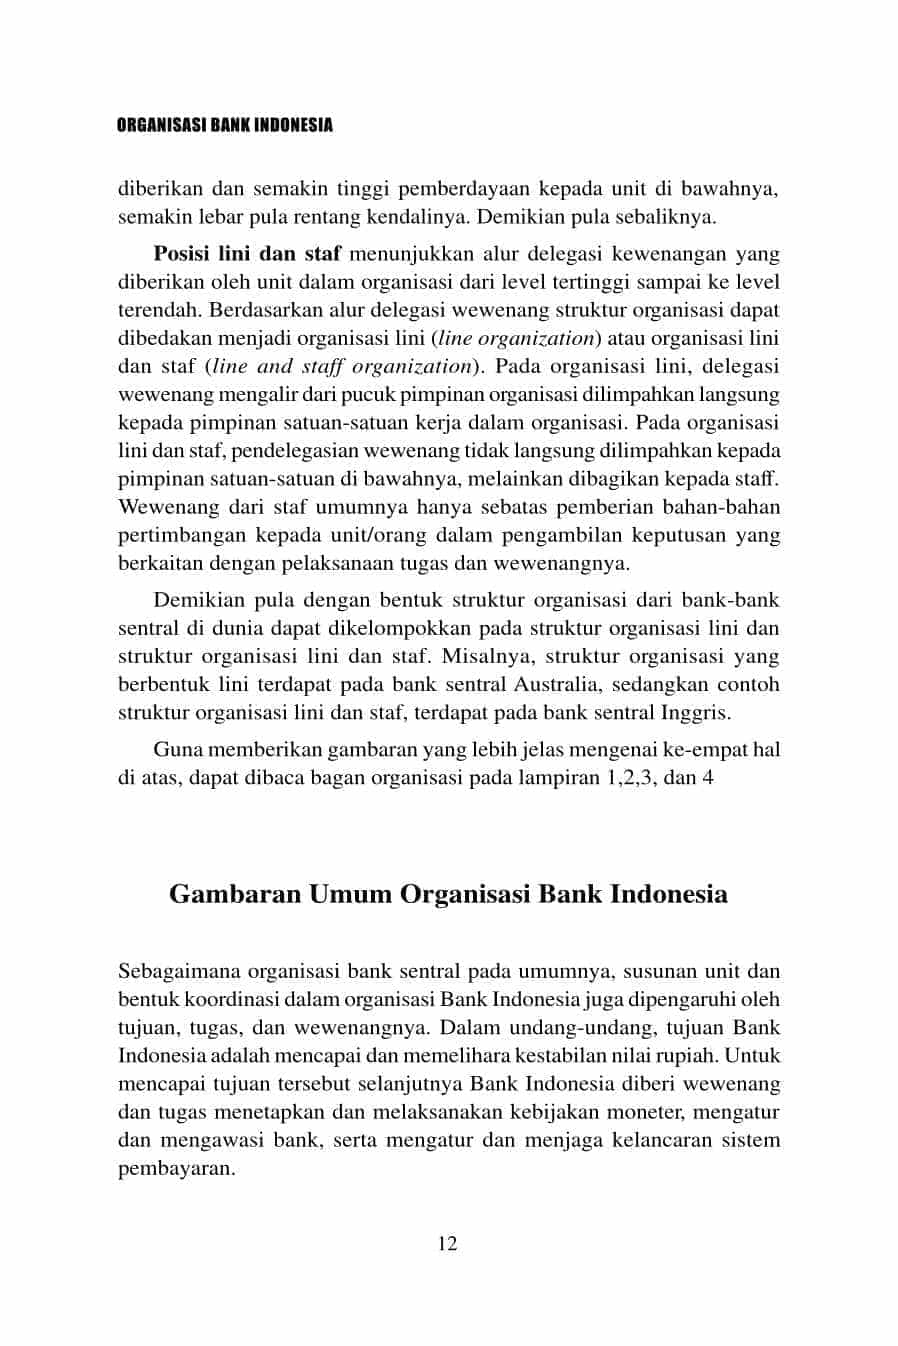 ORGANISASI BANK INDONESIA
diberikan dan semakin tinggi pemberdayaan kepada unit di bawahnya,
semakin lebar pula rentang kendalinya. Demikian pula sebaliknya.
Posisi lini dan staf menunjukkan alur delegasi kewenangan yang
diberikan oleh unit dalam organisasi dari level tertinggi sampai ke level
terendah. Berdasarkan alur delegasi wewenang struktur organisasi dapat
dibedakan menjadi organisasi lini (line organization) atau organisasi lini
dan staf (line and staff organization). Pada organisasi lini, delegasi
wewenang mengalir dari pucuk pimpinan organisasi dilimpahkan langsung
kepada pimpinan satuan-satuan kerja dalam organisasi. Pada organisasi
lini dan staf, pendelegasian wewenang tidak langsung dilimpahkan kepada
pimpinan satuan-satuan di bawahnya, melainkan dibagikan kepada staff.
Wewenang dari staf umumnya hanya sebatas pemberian bahan-bahan
pertimbangan kepada unit/orang dalam pengambilan keputusan yang
berkaitan dengan pelaksanaan tugas dan wewenangnya.
Demikian pula dengan bentuk struktur organisasi dari bank-bank
sentral di dunia dapat dikelompokkan pada struktur organisasi lini dan
struktur organisasi lini dan staf. Misalnya, struktur organisasi yang
berbentuk lini terdapat pada bank sentral Australia, sedangkan contoh
struktur organisasi lini dan staf, terdapat pada bank sentral Inggris.
Guna memberikan gambaran yang lebih jelas mengenai ke-empat hal
di atas, dapat dibaca bagan organisasi pada lampiran 1,2,3, dan 4
Gambaran Umum Organisasi Bank Indonesia
Sebagaimana organisasi bank sentral pada umumnya, susunan unit dan
bentuk koordinasi dalam organisasi Bank Indonesia juga dipengaruhi oleh
tujuan, tugas, dan wewenangnya. Dalam undang-undang, tujuan Bank
Indonesia adalah mencapai dan memelihara kestabilan nilai rupiah. Untuk
mencapai tujuan tersebut selanjutnya Bank Indonesia diberi wewenang
dan tugas menetapkan dan melaksanakan kebijakan moneter, mengatur
dan mengawasi bank, serta mengatur dan menjaga kelancaran sistem
pembayaran.
12